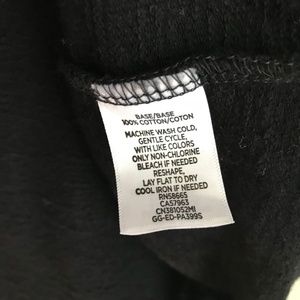 BASE/BASE
100% COTTON/COTON
MACHINE WASH COLD,
GENTLE CYCLE,
WITH LIKE COLORS
ONLY NON-CHLORINE
BLEACH IF NEEDED
RESHAPE,
LAY FLAT TO DRY
COOL IRON IF NEEDED
RN58665
CA57963
CN381052MI
GG-ED-PA399S